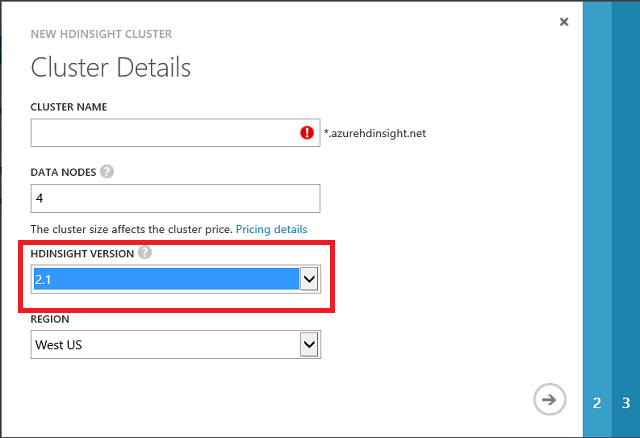 NEW HDINSIGHT CLUSTER
Cluster Details
CLUSTER NAME
*.azurehdinsight.net
DATA NODES ?
4
The cluster size affects the cluster price. Pricing details
HDINSIGHT VERSION ?
2.1
REGION
West US
2 3